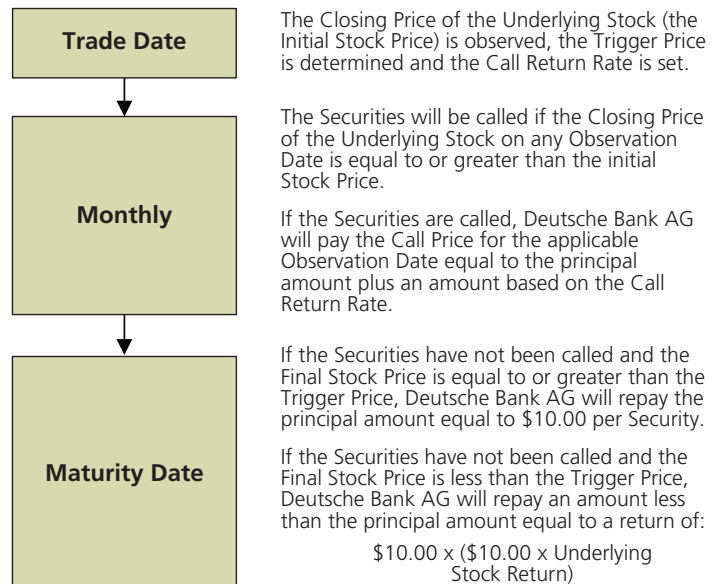 Trade Date
The Closing Price of the Underlying Stock (the
Initial Stock Price) is observed, the Trigger Price
is determined and the Call Return Rate is set.
Monthly
The Securities will be called if the Closing Price
of the Underlying Stock on any Observation
Date is equal to or greater than the initial
Stock Price.
If the Securities are called, Deutsche Bank AG
will pay the Call Price for the applicable
Observation Date equal to the principal
amount plus an amount based on the Call
Return Rate.
Maturity Date
If the Securities have not been called and the
Final Stock Price is equal to or greater than the
Trigger Price, Deutsche Bank AG will repay the
principal amount equal to $10.00 per Security.
If the Securities have not been called and the
Final Stock Price is less than the Trigger Price,
Deutsche Bank AG will repay an amount less
than the principal amount equal to a return of:
$10.00 x ($10.00 x Underlying
Stock Return)